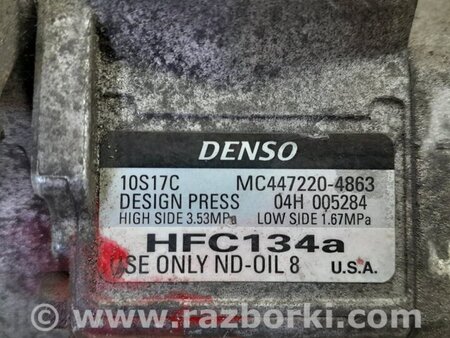 DENSO
10S17C MC447220-4863
DESIGN PRESS 04H 005284
HIGH SIDE 3.53MPa LOW SIDE 1.67MPa
HFC134a
USE ONLY ND-OIL 8 U.S.A.
www.razborki.com